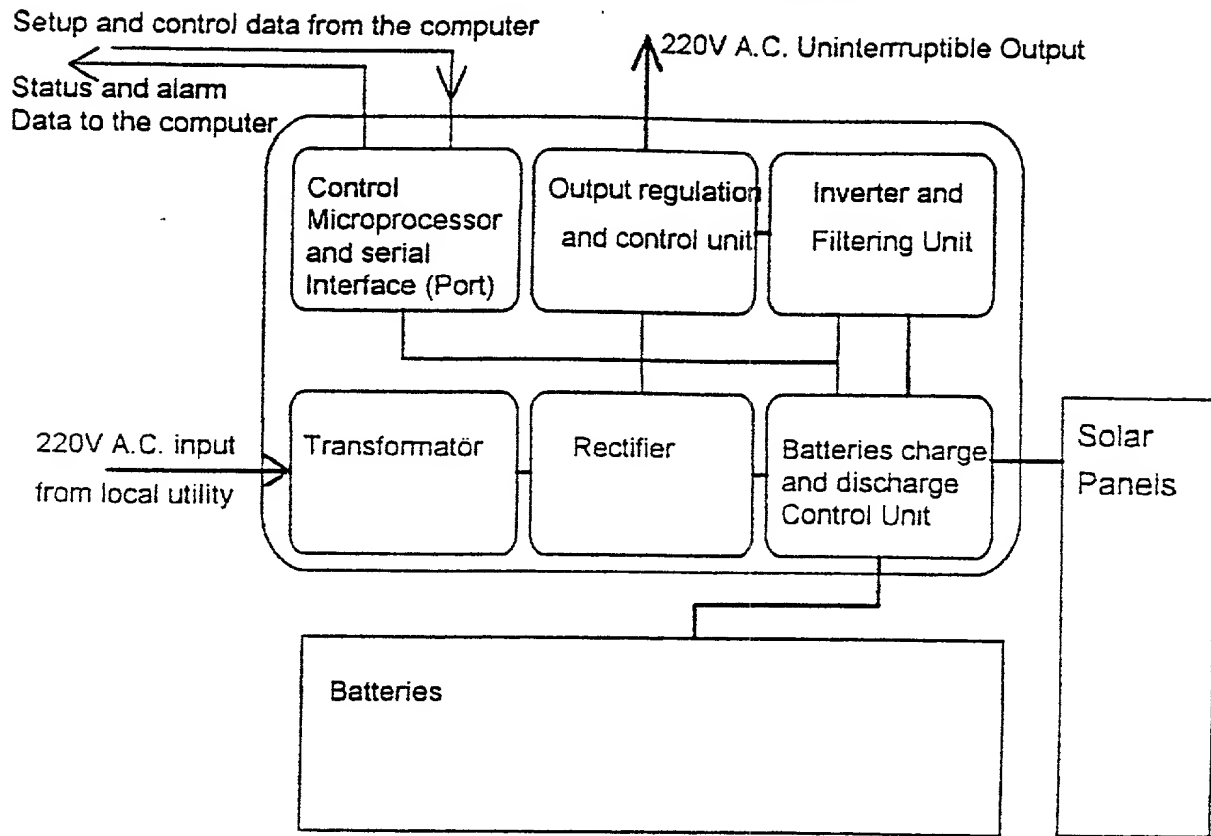 Setup and control data from the computer
Status and alarm
Data to the computer
220V A.C. Uninterrruptible Output
Control
Microprocessor
and serial
Interface (Port)
Output regulation
and control unit
Inverter and
Filtering Unit
220V A.C. input
from local utility
Transformatör
Rectifier
Batteries charge
and discharge
Control Unit
Solar
Panels
Batteries